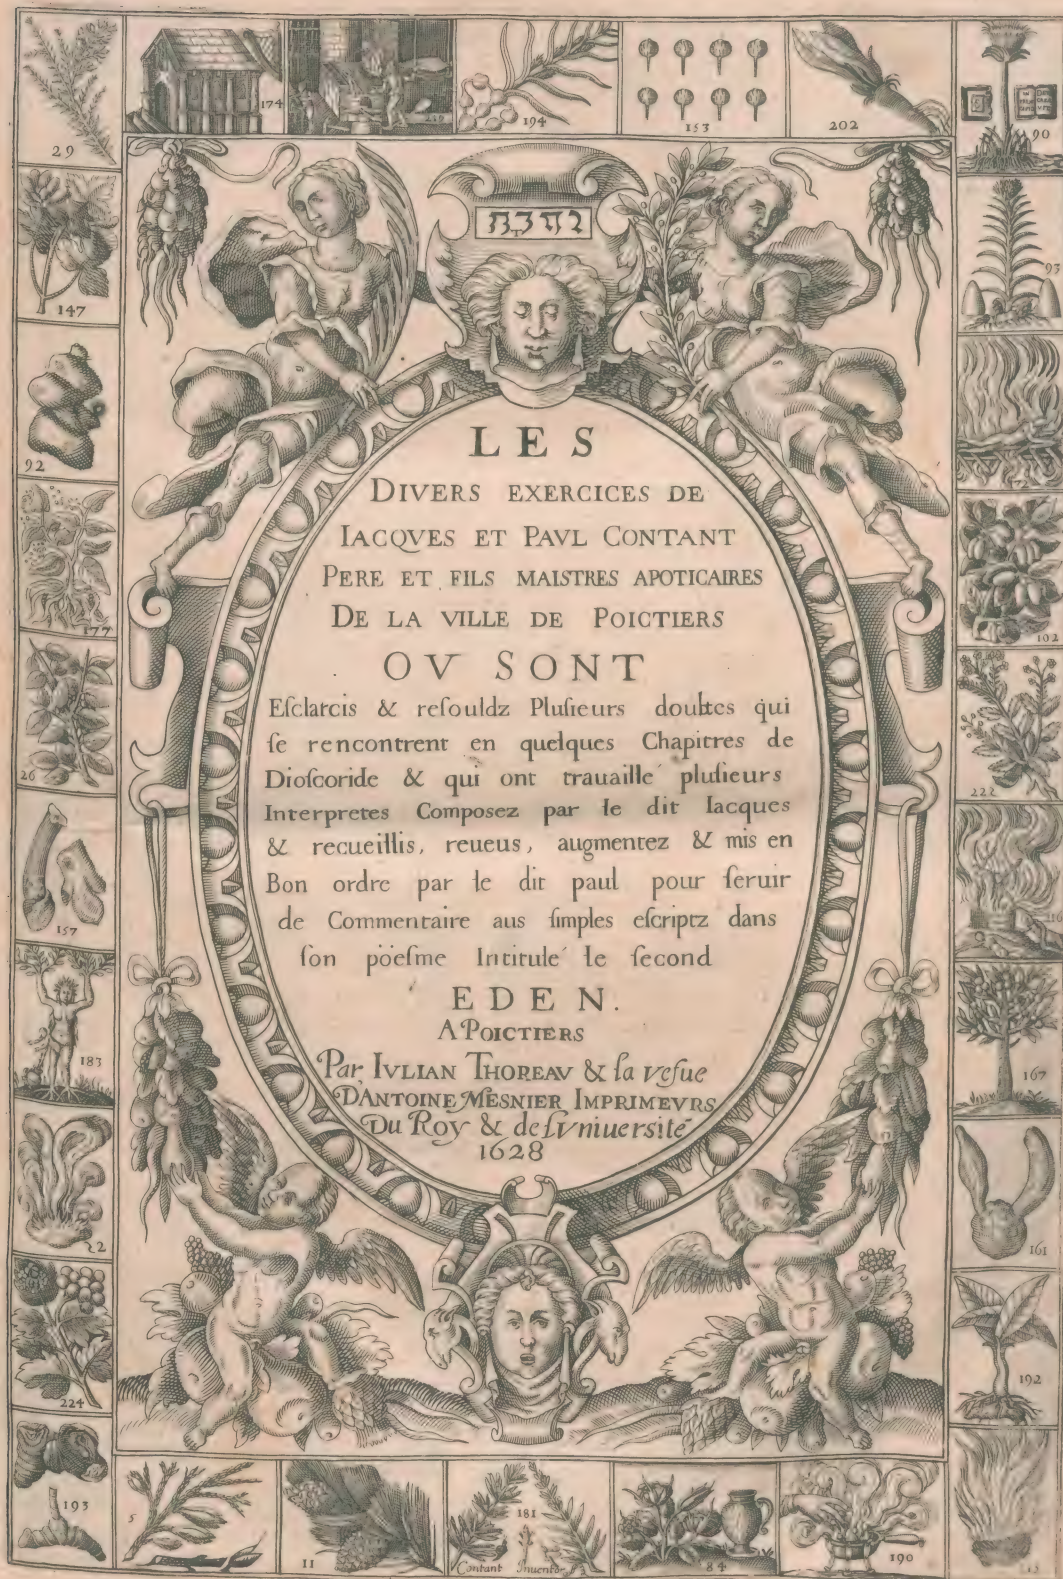 29
174
219
194
153
202
90
147
93
92
177
102
26
222
157
183
167
161
224
192
193
5
11
181
Contant Inuentor
84
190
LES
DIVERS EXERCICES DE
IACQVES ET PAVL CONTANT
PERE ET FILS MAISTRES APOTICAIRES
DE LA VILLE DE POICTIERS
OV SONT
Eſclarcis & reſouldz Pluſieurs doubtes qui
ſe rencontrent en quelques Chapitres de
Dioſcoride & qui ont trauaillé pluſieurs
Interpretes Composez par le dit Iacques
& recueillis, reueus, augmentez & mis en
Bon ordre par le dit paul pour ſeruir
de Commentaire aus ſimples eſcriptz dans
ſon pöeſme Intitulé le ſecond
EDEN.
A POICTIERS
Par IVLIAN THOREAV & la veſue
D'ANTOINE MESNIER IMPRIMEVRS
Du Roy & de l'vniuersité
1628